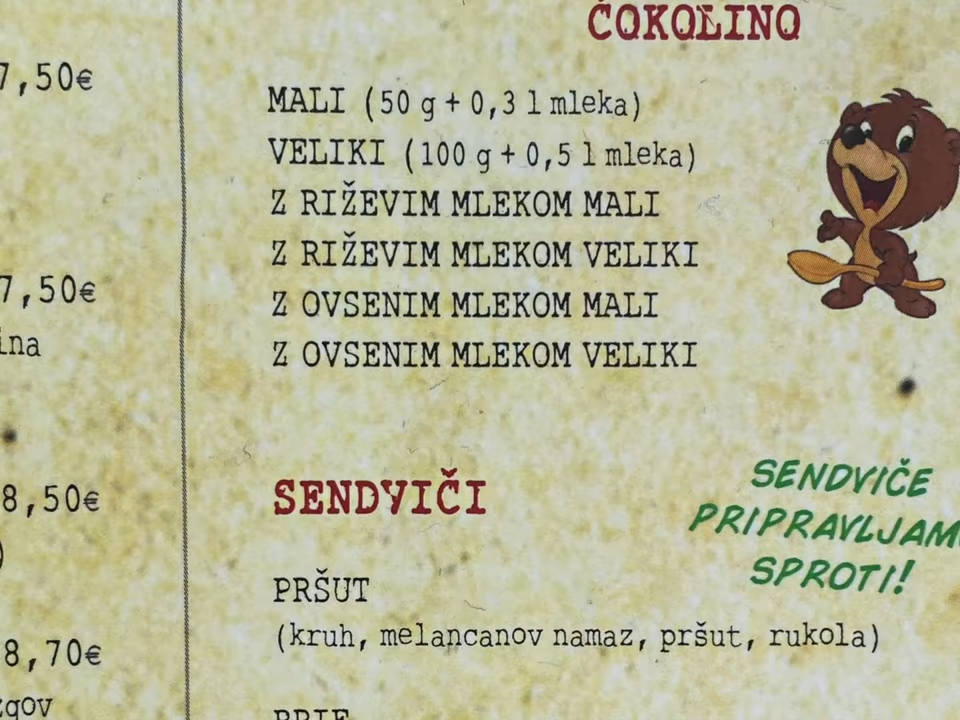 7,50€
7,50€
ina
8,50€
)
8,70€
zgov
ČOKOLINO
MALI (50 g + 0,3 l mleka)
VELIKI (100 g + 0,5 l mleka)
Z RIŽEVIM MLEKOM MALI
Z RIŽEVIM MLEKOM VELIKI
Z OVSENIM MLEKOM MALI
Z OVSENIM MLEKOM VELIKI
SENDVIČI
SENDVIČE
PRIPRAVLJAM
SPROTI!
PRŠUT
(kruh, melancanov namaz, pršut, rukola)